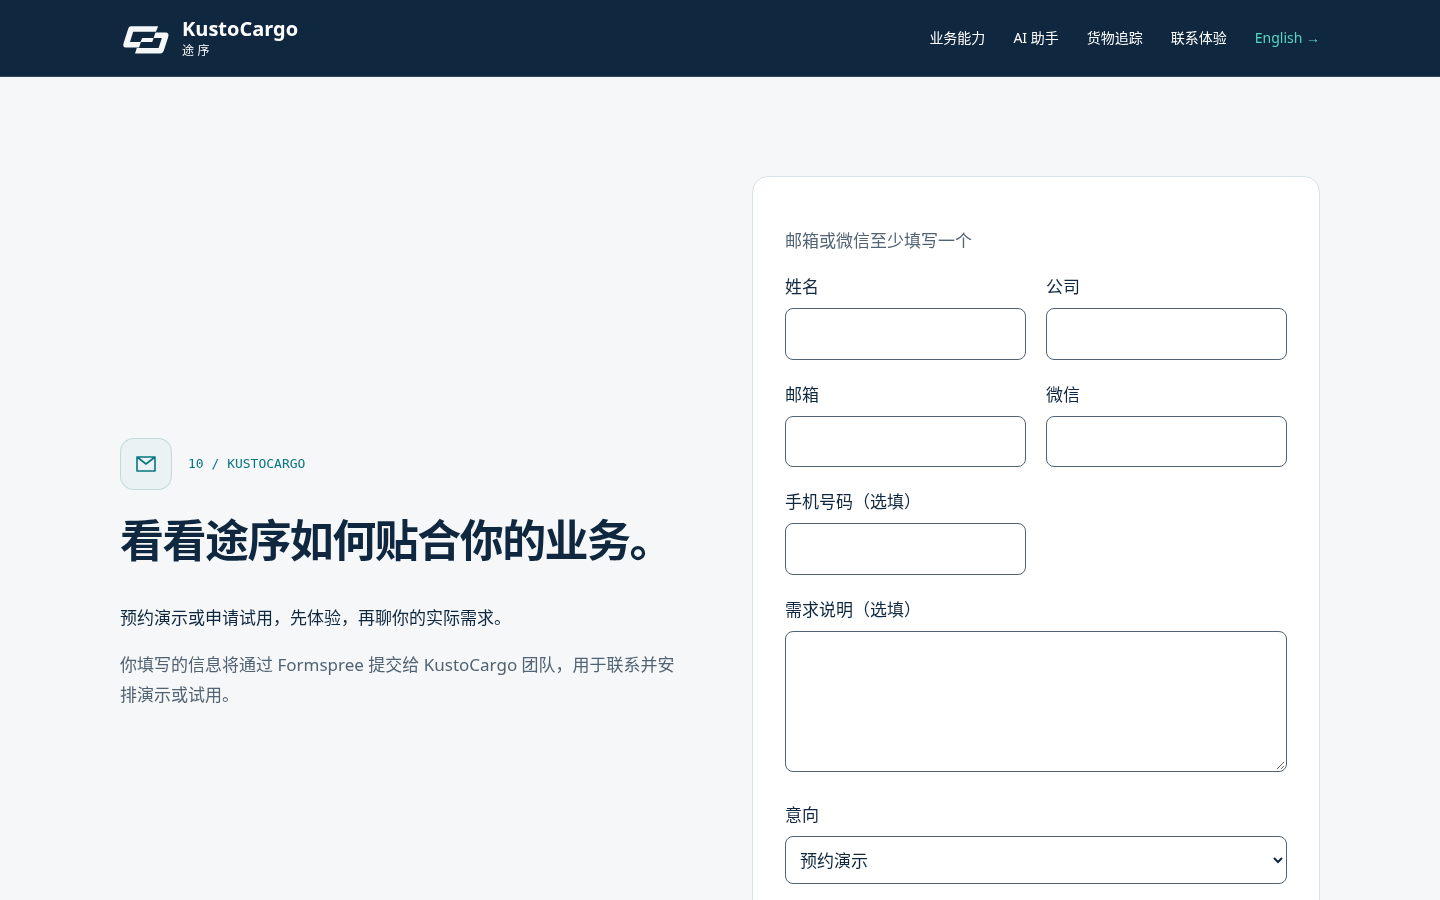 KustoCargo
途序
业务能力
AI 助手
货物追踪
联系体验
English →
10 / KUSTOCARGO
看看途序如何贴合你的业务。
预约演示或申请试用，先体验，再聊你的实际需求。
你填写的信息将通过 Formspree 提交给 KustoCargo 团队，用于联系并安
排演示或试用。
邮箱或微信至少填写一个
姓名
公司
邮箱
微信
手机号码（选填）
需求说明（选填）
意向
预约演示